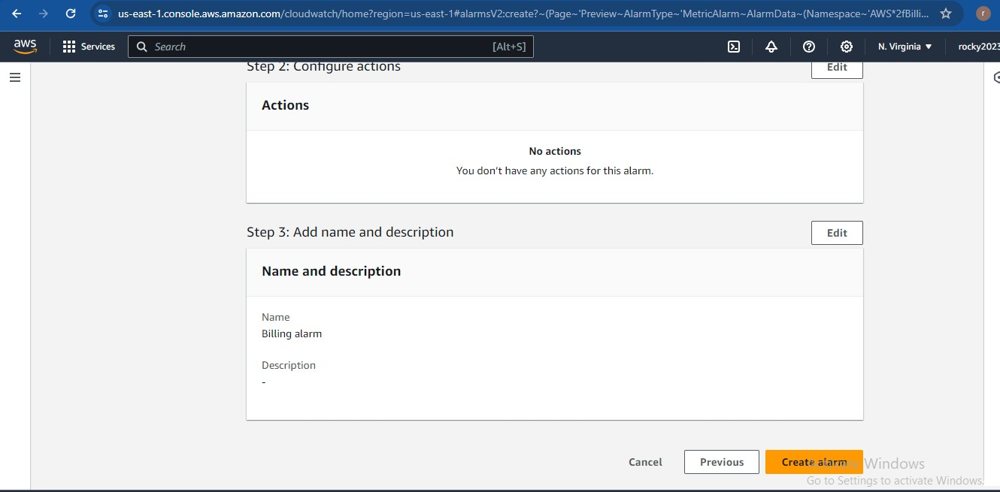 us-east-1.console.aws.amazon.com/cloudwatch/home?region=us-east-1#alarmsV2:create?~(Page~'Preview~AlarmType~'MetricAlarm~AlarmData~(Namespace~'AWS*2fBilli...
r
aws
Services
Search
[Alt+S]
N. Virginia
rocky2023
Step 2: Configure actions
Edit
Actions
No actions
You don't have any actions for this alarm.
Step 3: Add name and description
Edit
Name and description
Name
Billing alarm
Description
-
Cancel
Previous
Create alarm
Activate Windows
Go to Settings to activate Windows.